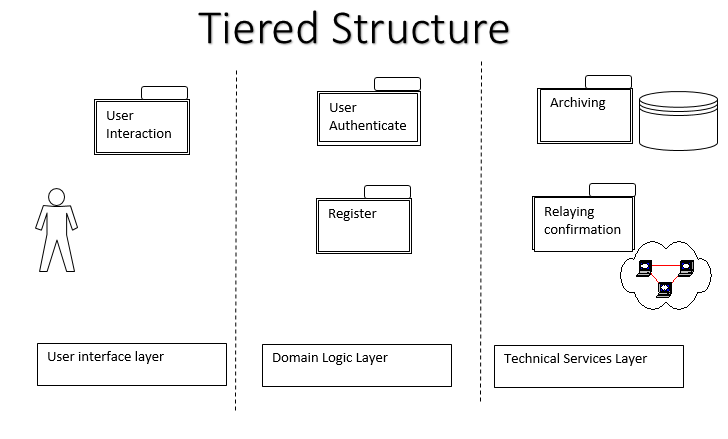 Tiered Structure
User
Interaction
User
Authenticate
Archiving
Register
Relaying
confirmation
User interface layer
Domain Logic Layer
Technical Services Layer